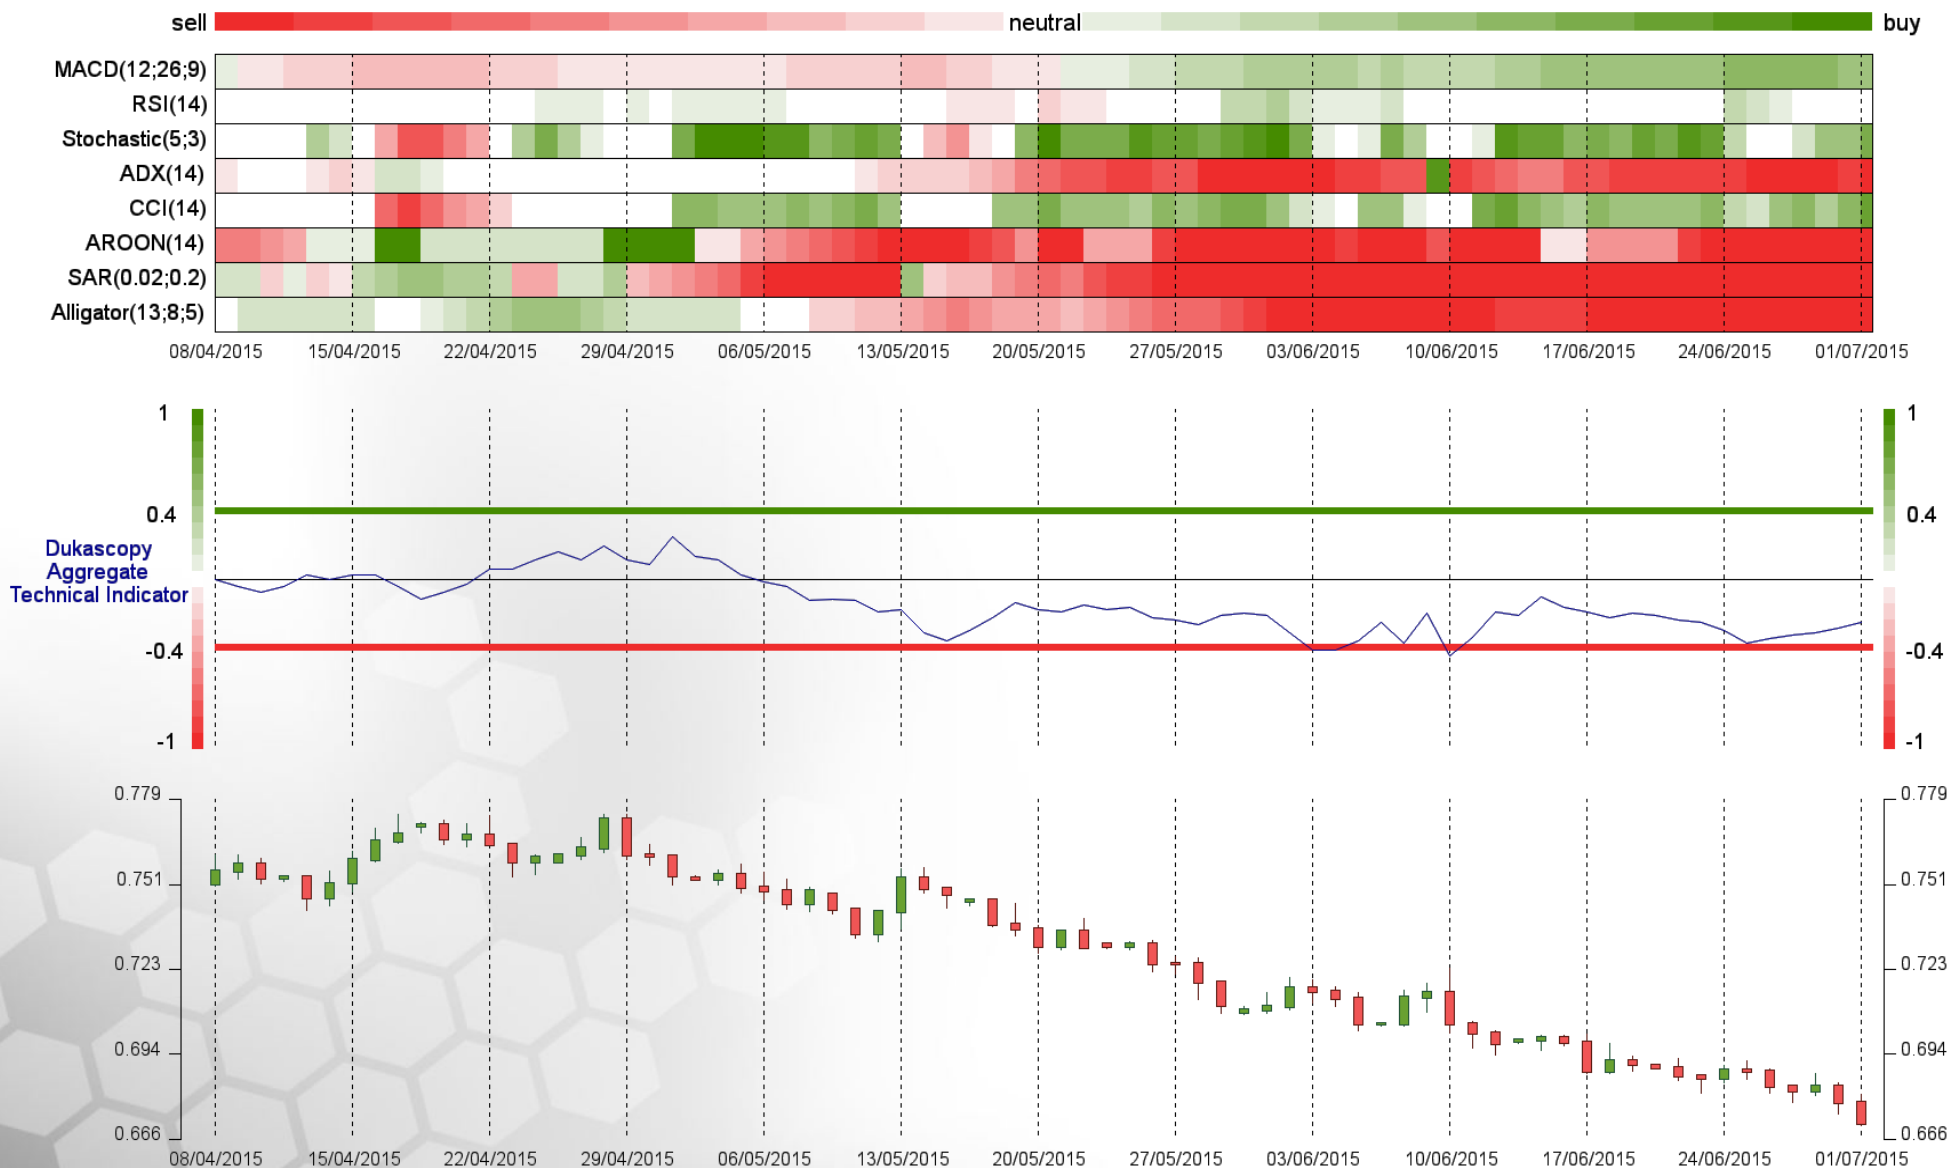 sell neutral buy
MACD(12;26;9)
RSI(14)
Stochastic(5;3)
ADX(14)
CCI(14)
AROON(14)
SAR(0.02;0.2)
Alligator(13;8;5)
08/04/2015 15/04/2015 22/04/2015 29/04/2015 06/05/2015 13/05/2015 20/05/2015 27/05/2015 03/06/2015 10/06/2015 17/06/2015 24/06/2015 01/07/2015
1 1
0.4 0.4
Dukascopy
Aggregate
Technical Indicator
-0.4 -0.4
-1 -1
0.779 0.779
0.751 0.751
0.723 0.723
0.694 0.694
0.666 0.666
08/04/2015 15/04/2015 22/04/2015 29/04/2015 06/05/2015 13/05/2015 20/05/2015 27/05/2015 03/06/2015 10/06/2015 17/06/2015 24/06/2015 01/07/2015